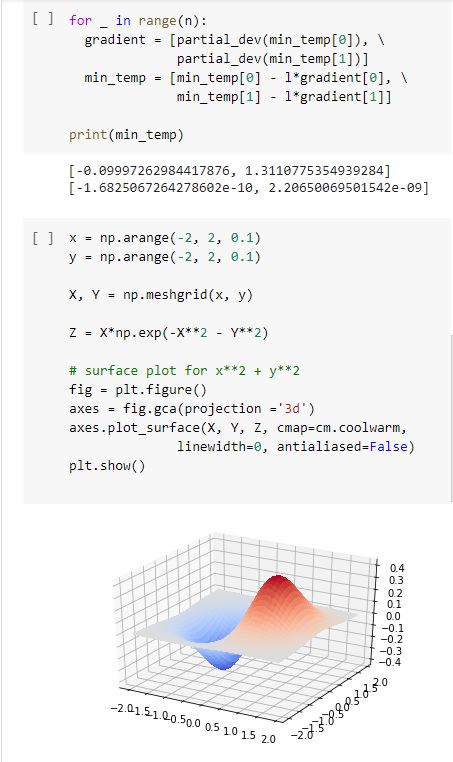 [ ] for _ in range(n):
gradient = [partial_dev(min_temp[0]), \
partial_dev(min_temp[1])]
min_temp = [min_temp[0] - l*gradient[0], \
min_temp[1] - l*gradient[1]]
print(min_temp)
[-0.09997262984417876, 1.3110775354939284]
[-1.6825067264278602e-10, 2.20650069501542e-09]
[ ] x = np.arange(-2, 2, 0.1)
y = np.arange(-2, 2, 0.1)
X, Y = np.meshgrid(x, y)
Z = X*np.exp(-X**2 - Y**2)
# surface plot for x**2 + y**2
fig = plt.figure()
axes = fig.gca(projection ='3d')
axes.plot_surface(X, Y, Z, cmap=cm.coolwarm,
linewidth=0, antialiased=False)
plt.show()
0.4
0.3
0.2
0.1
0.0
−0.1
−0.2
−0.3
−0.4
−2.0 −1.5 −1.0 −0.5 0.0 0.5 1.0 1.5 2.0
−2.0 −1.5 −1.0 −0.5 0.0 0.5 1.0 1.5 2.0